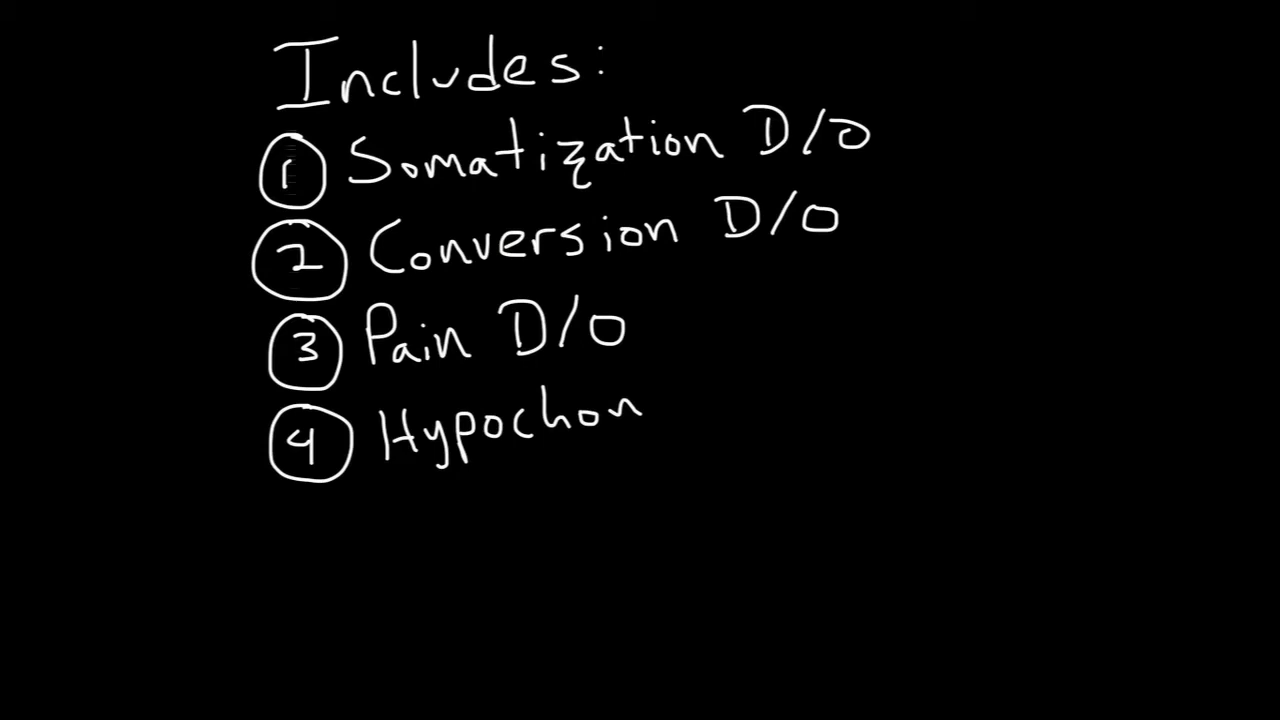 Includes:
1 Somatization D/O
2 Conversion D/O
3 Pain D/O
4 Hypochon